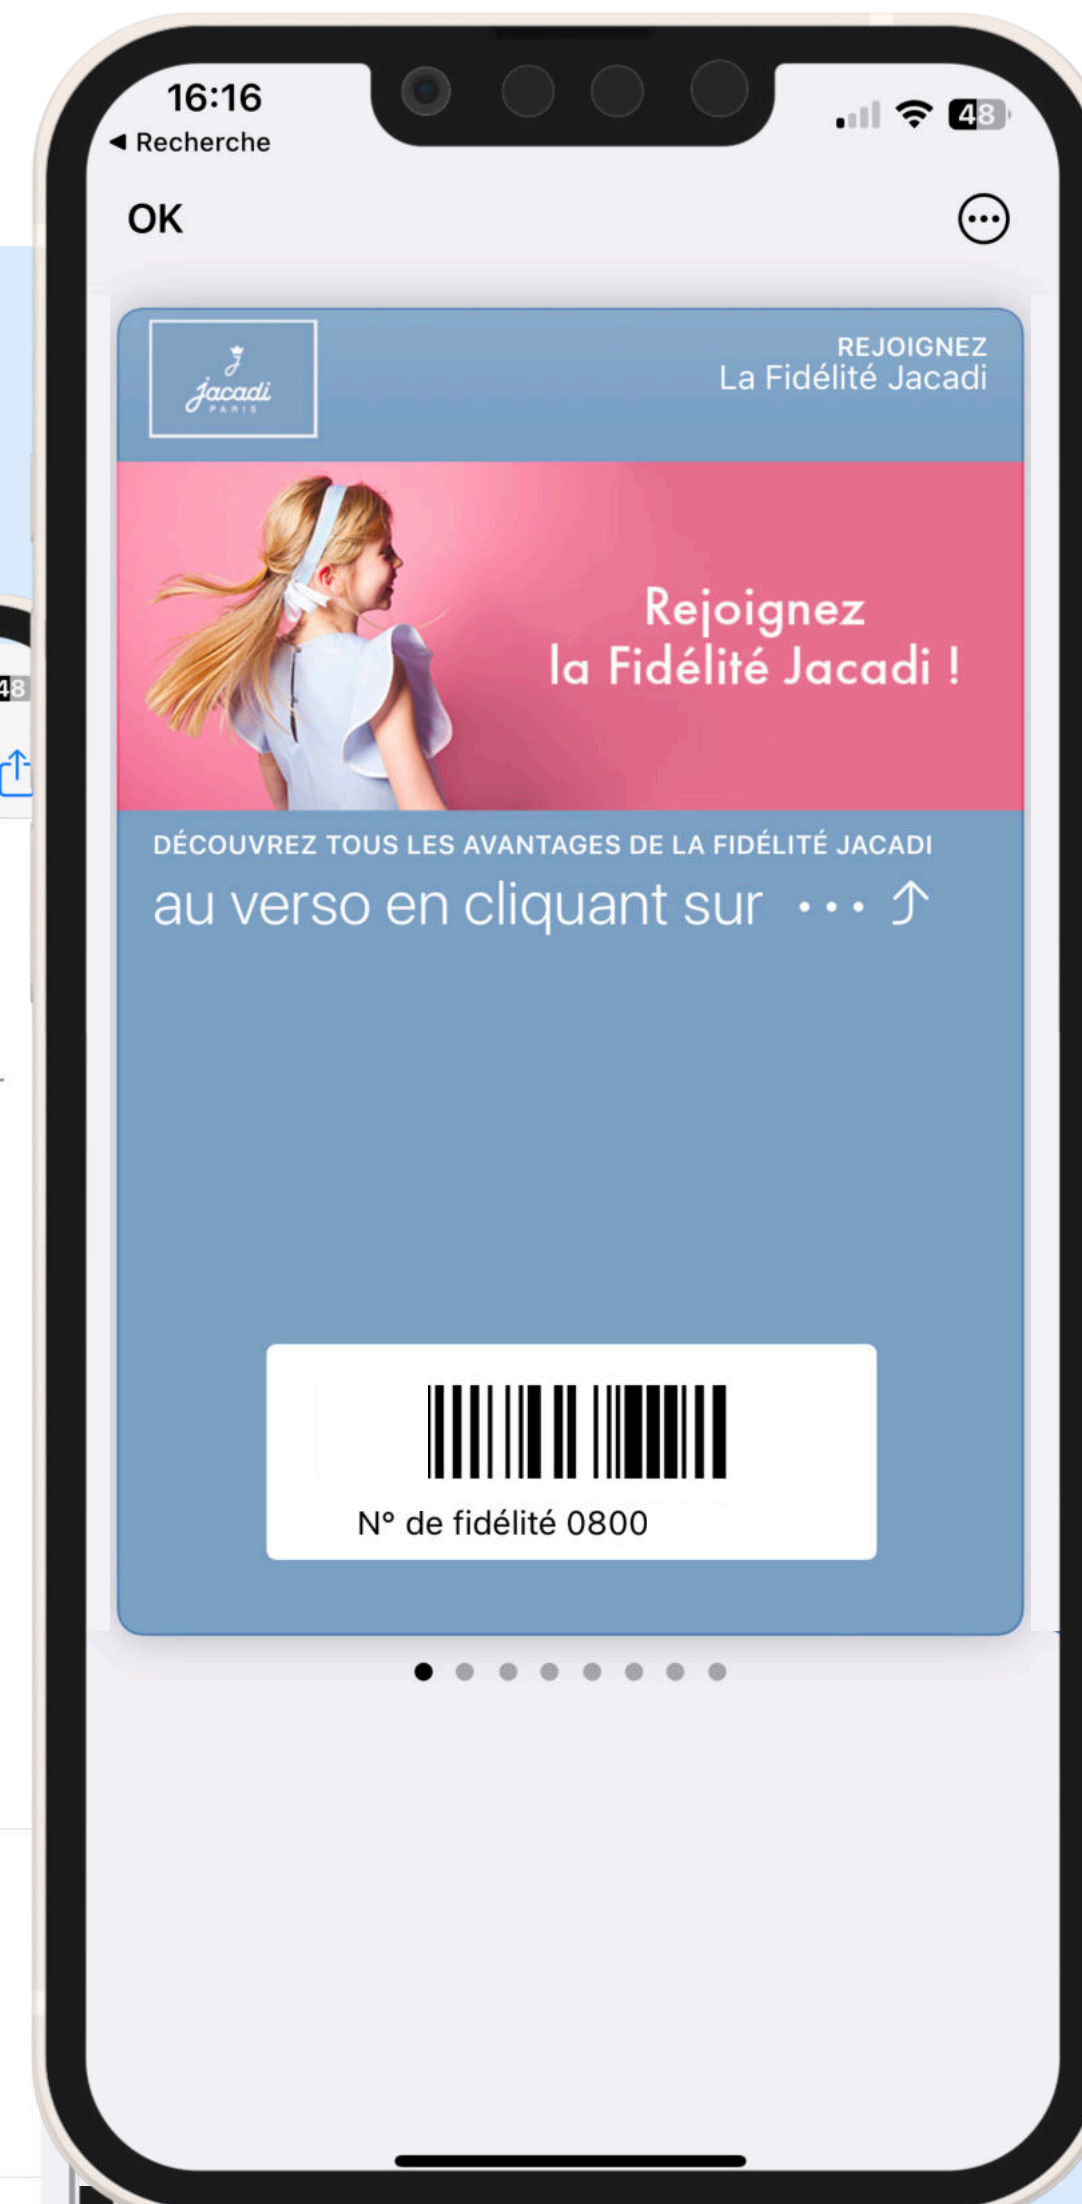 16:16
◀ Recherche
48
OK
J
jacadi
PARIS
REJOIGNEZ
La Fidélité Jacadi
Rejoignez
la Fidélité Jacadi !
48
DÉCOUVREZ TOUS LES AVANTAGES DE LA FIDÉLITÉ JACADI
au verso en cliquant sur ··· ⤴
N° de fidélité 0800